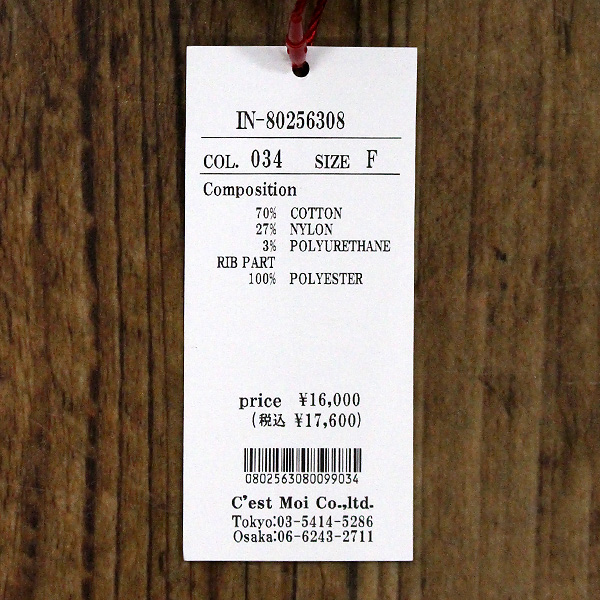 IN-80256308
COL. 034 SIZE F
Composition
70% COTTON
27% NYLON
3% POLYURETHANE
RIB PART
100% POLYESTER
price ¥16,000
(税込 ¥17,600)
0802563080099034
C'est Moi Co.,ltd.
Tokyo:03-5414-5286
Osaka:06-6243-2711